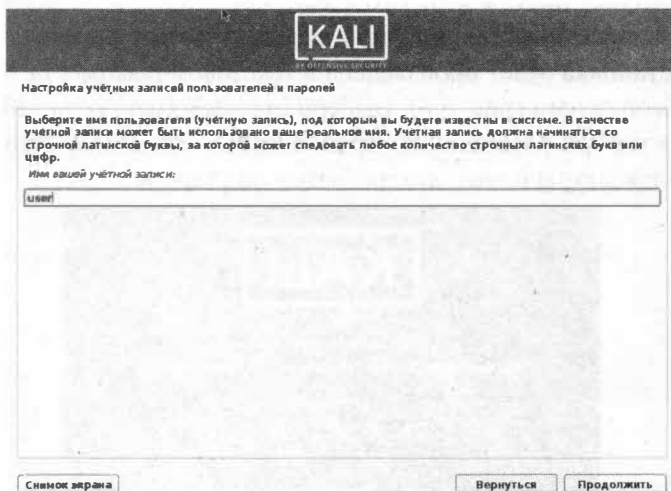 KALI
BY OFFENSIVE SECURITY
Настройка учётных записей пользователей и паролей
Выберите имя пользователя (учётную запись), под которым вы будете известны в системе. В качестве
учётной записи может быть использовано ваше реальное имя. Учётная запись должна начинаться со
строчной латинской буквы, за которой может следовать любое количество строчных латинских букв или
цифр.
Имя вашей учётной записи:
user
Снимок экрана
Вернуться
Продолжить